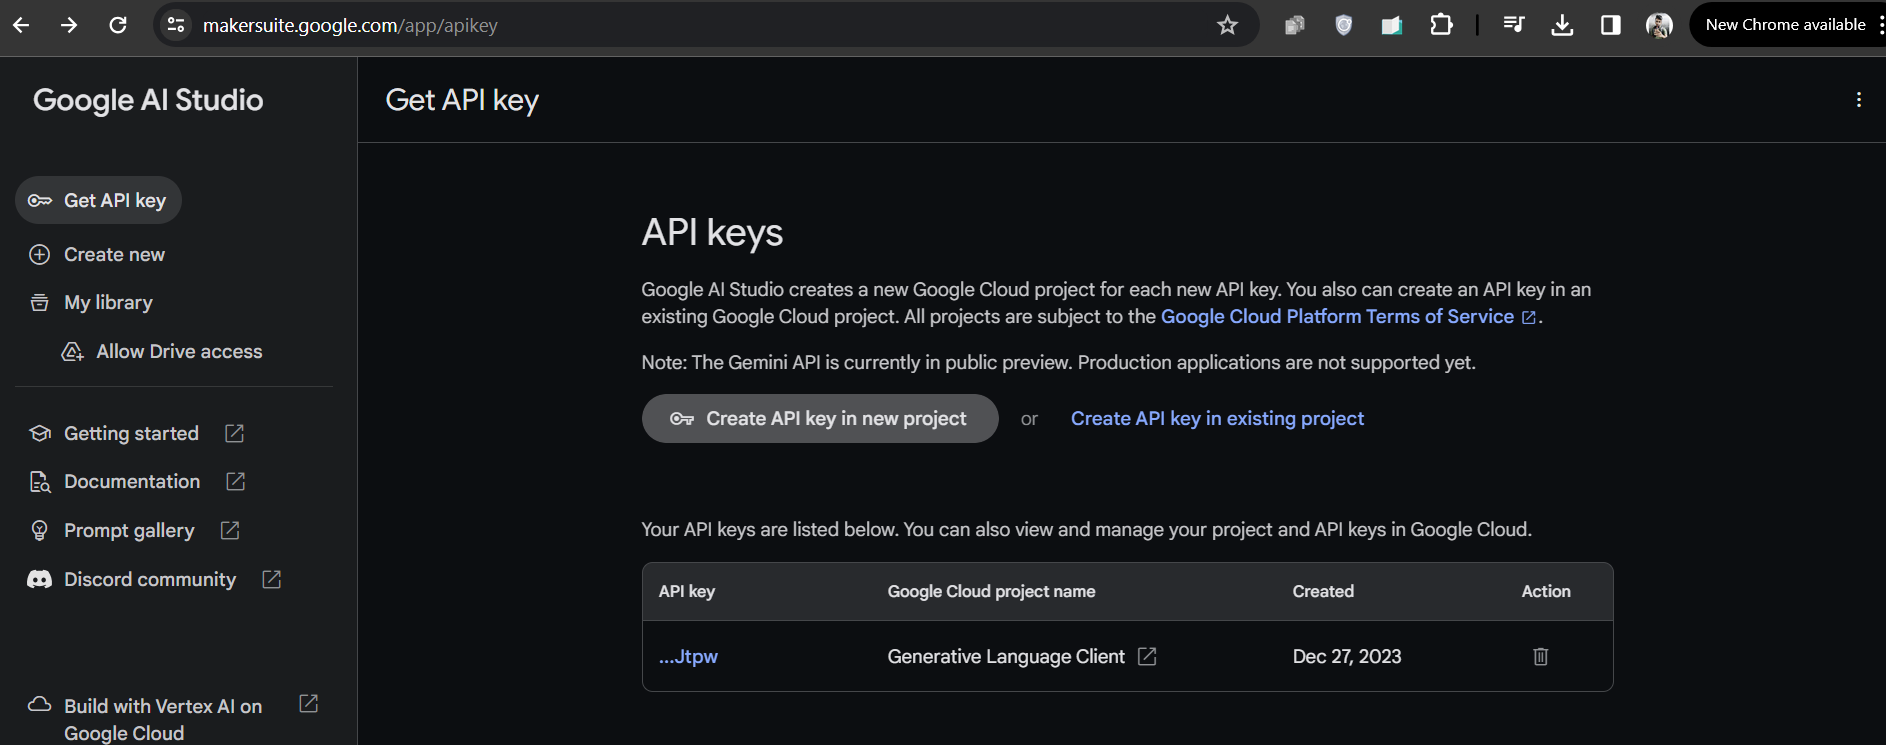 makersuite.google.com/app/apikey
New Chrome available
Google AI Studio
Get API key
Get API key
Create new
My library
Allow Drive access
Getting started
Documentation
Prompt gallery
Discord community
Build with Vertex AI on
Google Cloud
API keys
Google AI Studio creates a new Google Cloud project for each new API key. You also can create an API key in an
existing Google Cloud project. All projects are subject to the Google Cloud Platform Terms of Service .
Note: The Gemini API is currently in public preview. Production applications are not supported yet.
Create API key in new project or Create API key in existing project
Your API keys are listed below. You can also view and manage your project and API keys in Google Cloud.
API key Google Cloud project name Created Action
...Jtpw Generative Language Client Dec 27, 2023